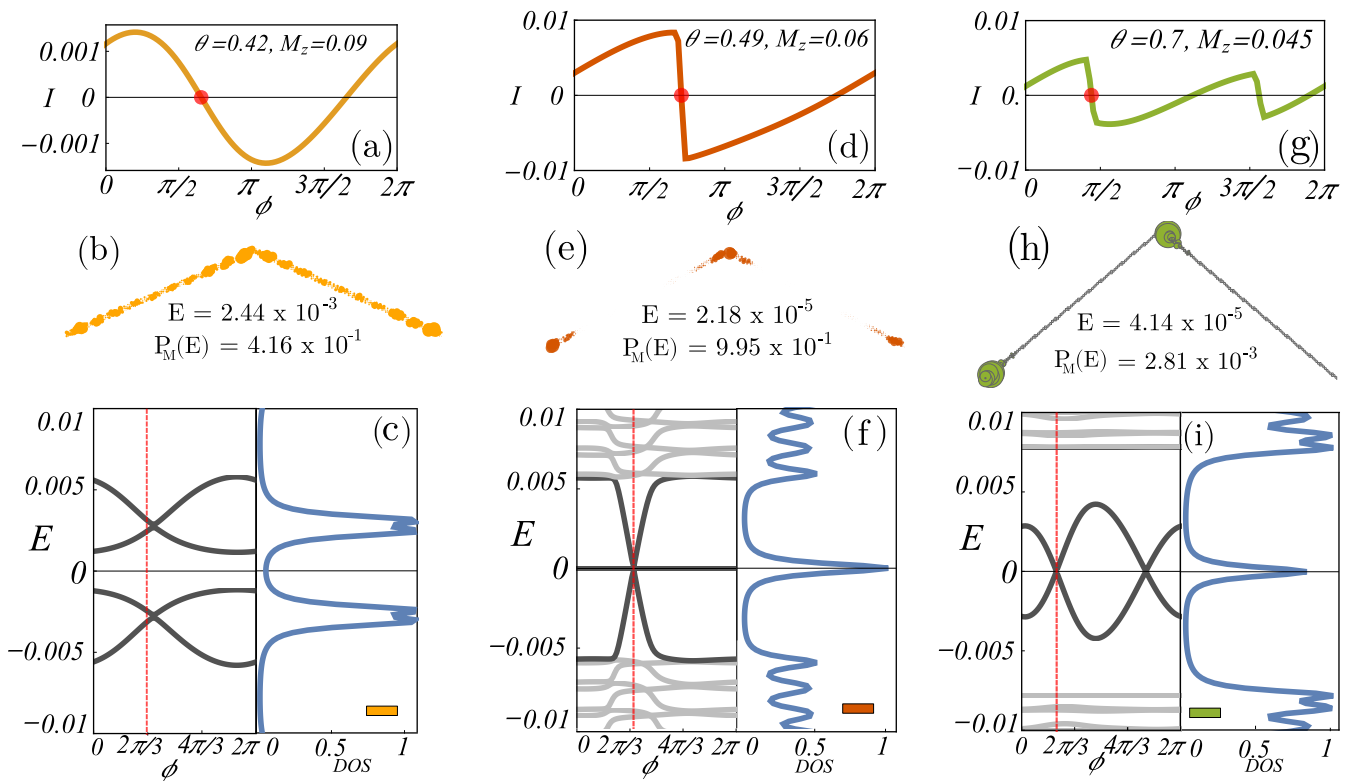 θ=0.42, M_z=0.09
0.001
I 0
−0.001
(a)
0 π/2 π 3π/2 2π
ϕ
0.01
θ=0.49, M_z=0.06
I 0
−0.01
(d)
0 π/2 π 3π/2 2π
ϕ
0.01
θ=0.7, M_z=0.045
I 0.
−0.01
(g)
0 π/2 π 3π/2 2π
ϕ
(b)
E = 2.44 x 10^-3
P_M(E) = 4.16 x 10^-1
(e)
E = 2.18 x 10^-5
P_M(E) = 9.95 x 10^-1
(h)
E = 4.14 x 10^-5
P_M(E) = 2.81 x 10^-3
0.01
(c)
0.005
E
0
−0.005
−0.01
0 2π/3 4π/3 2π 0 0.5 1
ϕ DOS
0.01
(f)
0.005
E
0
−0.005
−0.01
0 2π/3 4π/3 2π 0 0.5 1
ϕ DOS
0.01
(i)
0.005
E
0
−0.005
−0.01
0 2π/3 4π/3 2π 0 0.5 1
ϕ DOS